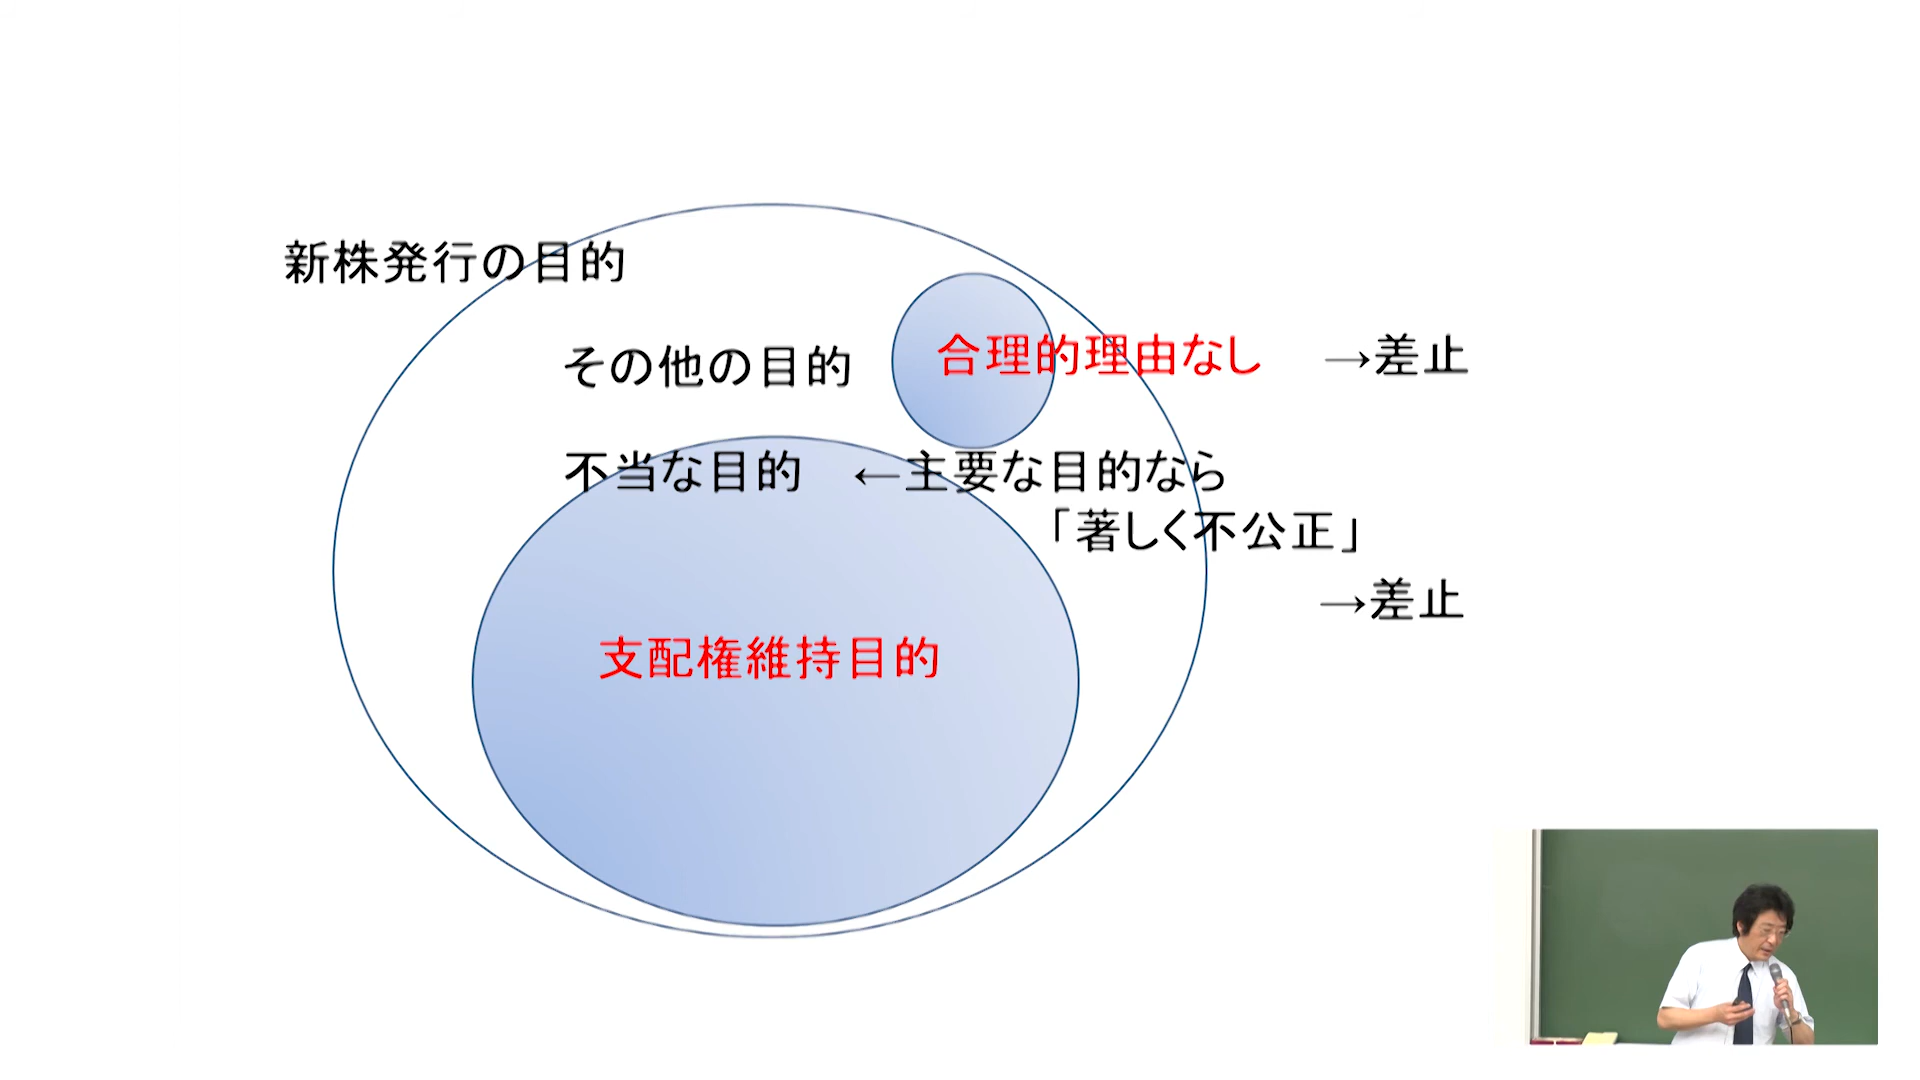 新株発行の目的
その他の目的
合理的理由なし →差止
不当な目的 ←主要な目的なら
「著しく不公正」
→差止
支配権維持目的